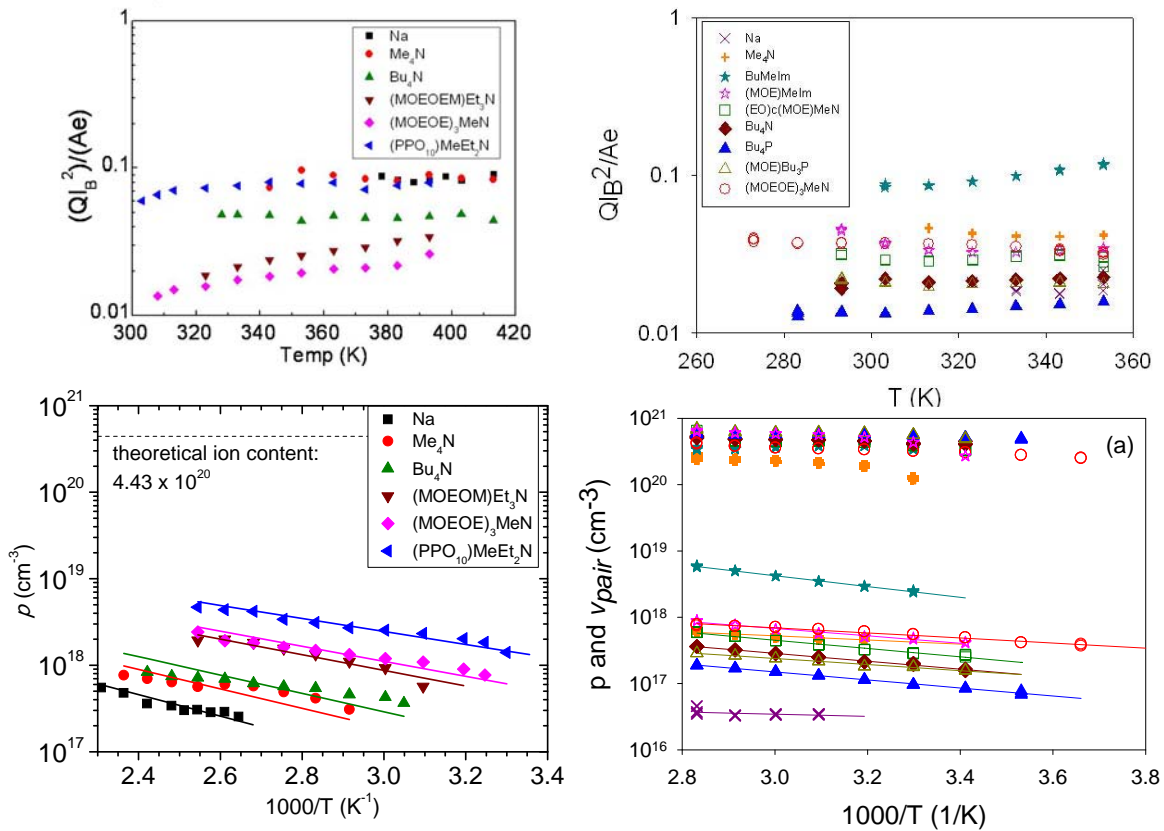 1
0.1
0.01
(QI_B^2)/(Ae)
Na
Me4N
Bu4N
(MOEOEM)Et3N
(MOEOE)3MeN
(PPO10)MeEt2N
300 320 340 360 380 400 420
Temp (K)
1
0.1
0.01
QI_B^2/Ae
Na
Me4N
BuMeIm
(MOE)MeIm
(EO)c(MOE)MeN
Bu4N
Bu4P
(MOE)Bu3P
(MOEOE)3MeN
260 280 300 320 340 360
T (K)
10^21
10^20
10^19
10^18
10^17
p (cm^-3)
theoretical ion content:
4.43 x 10^20
Na
Me4N
Bu4N
(MOEOM)Et3N
(MOEOE)3MeN
(PPO10)MeEt2N
2.4 2.6 2.8 3.0 3.2 3.4
1000/T (K^-1)
10^21
10^20
10^19
10^18
10^17
10^16
p and v_pair (cm^-3)
(a)
2.8 3.0 3.2 3.4 3.6 3.8
1000/T (1/K)